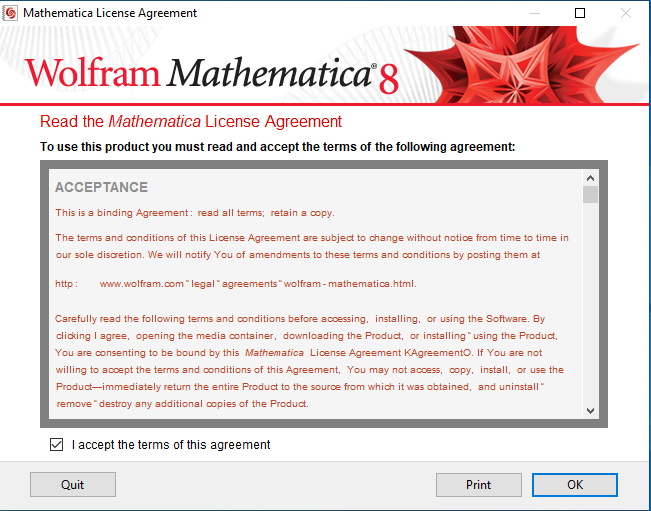 Mathematica License Agreement
Wolfram Mathematica® 8
Read the Mathematica License Agreement
To use this product you must read and accept the terms of the following agreement:
ACCEPTANCE
This is a binding Agreement : read all terms; retain a copy.
The terms and conditions of this License Agreement are subject to change without notice from time to time in
our sole discretion. We will notify You of amendments to these terms and conditions by posting them at
http : www.wolfram.com " legal " agreements " wolfram - mathematica.html.
Carefully read the following terms and conditions before accessing, installing, or using the Software. By
clicking I agree, opening the media container, downloading the Product, or installing " using the Product,
You are consenting to be bound by this Mathematica License Agreement KAgreementO. If You are not
willing to accept the terms and conditions of this Agreement, You may not access, copy, install, or use the
Product—immediately return the entire Product to the source from which it was obtained, and uninstall "
remove " destroy any additional copies of the Product.
I accept the terms of this agreement
Quit Print OK